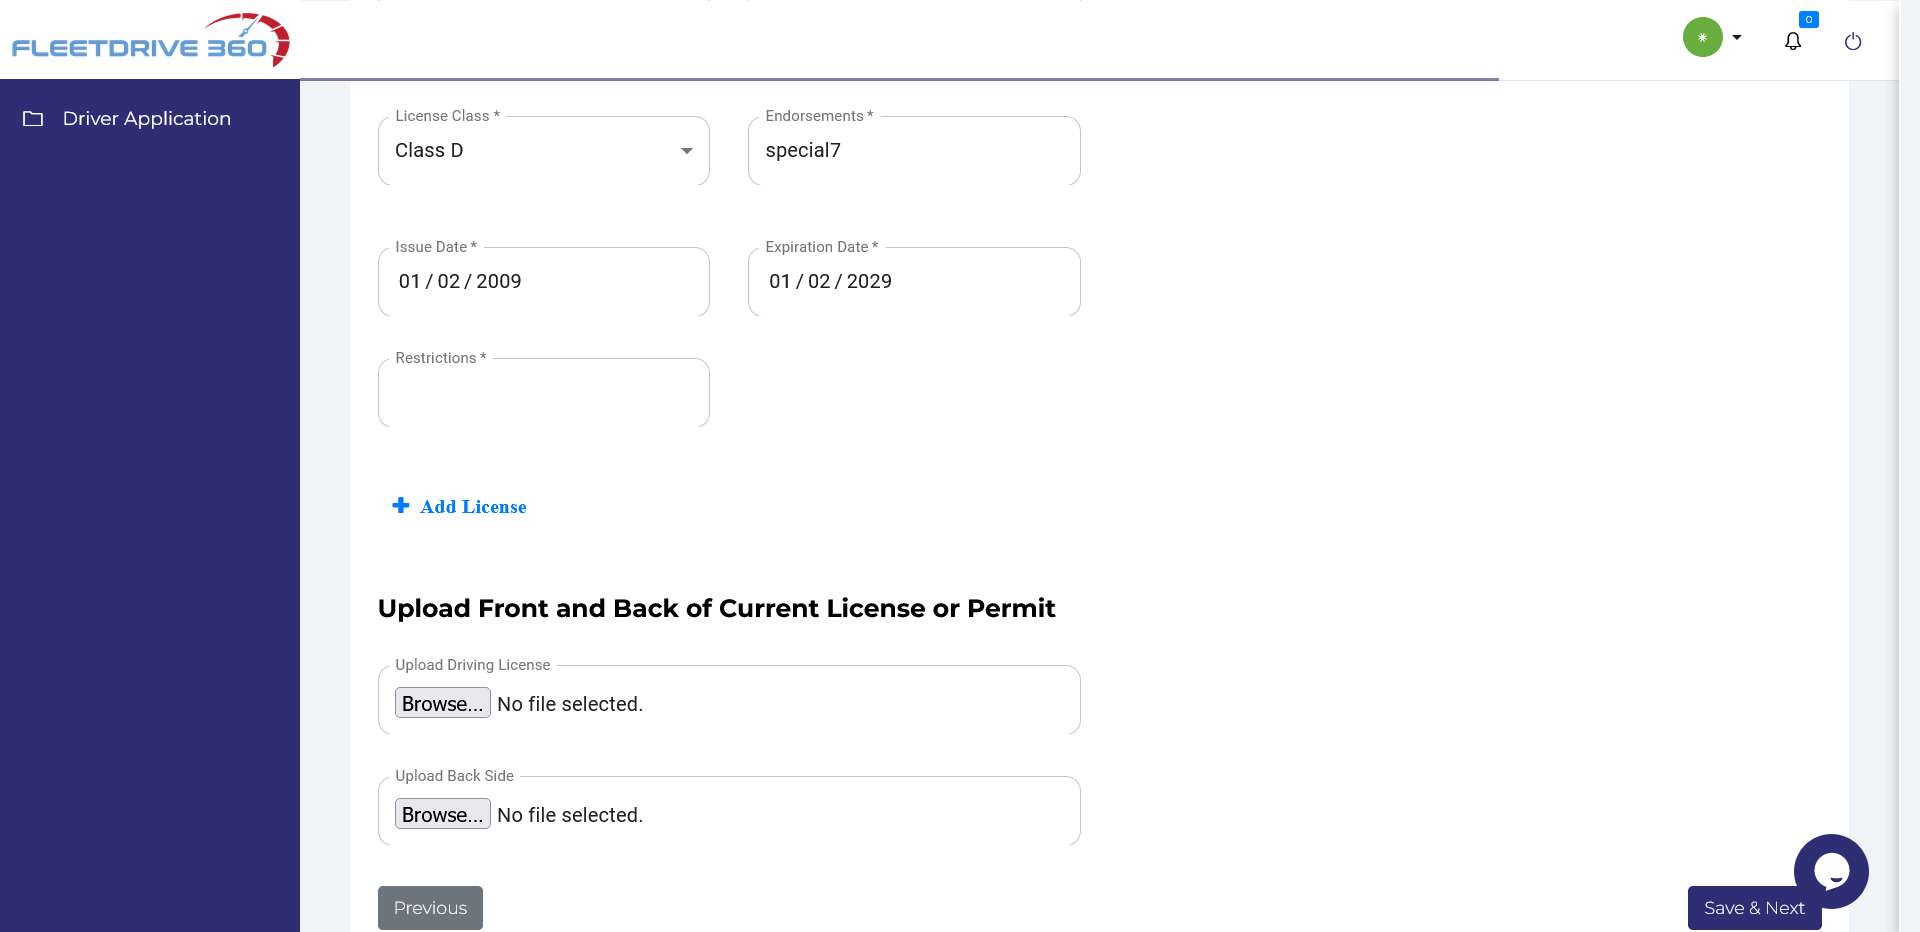 FLEETDRIVE 360
0
Driver Application
License Class *
Class D
Endorsements *
special7
Issue Date *
01 / 02 / 2009
Expiration Date *
01 / 02 / 2029
Restrictions *
Add License
Upload Front and Back of Current License or Permit
Upload Driving License
Browse... No file selected.
Upload Back Side
Browse... No file selected.
Previous
Save & Next